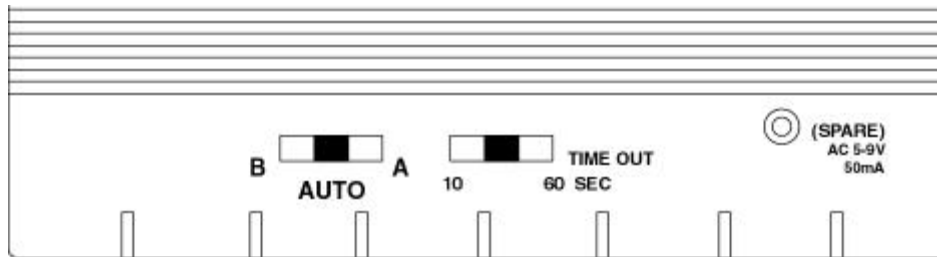 B
A
AUTO
10
60 SEC
TIME OUT
(SPARE)
AC 5-9V
50mA